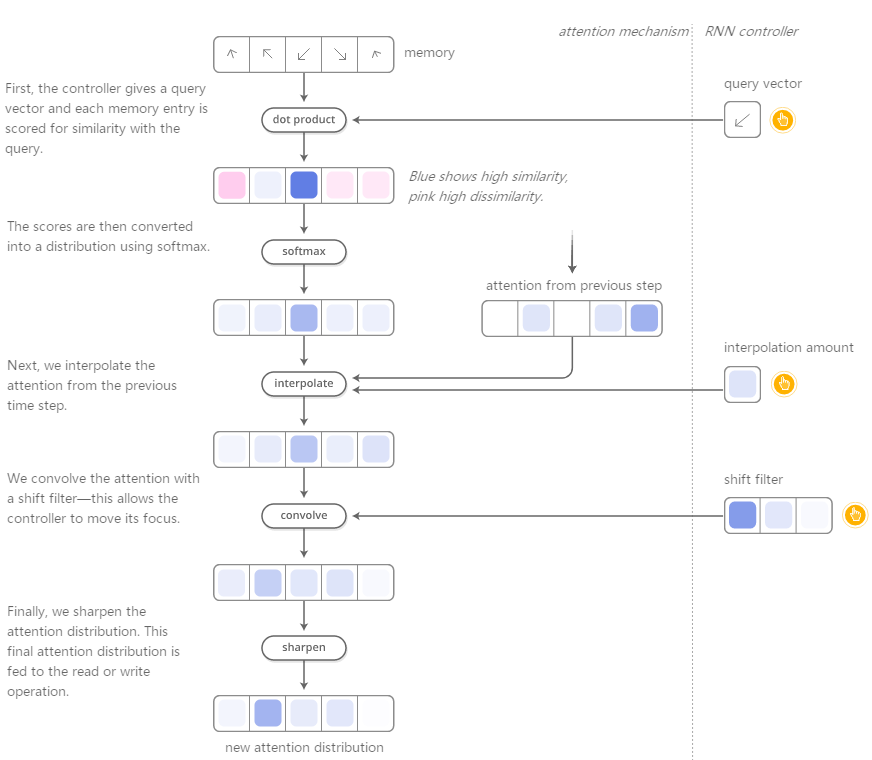 attention mechanism
RNN controller
memory
First, the controller gives a query
vector and each memory entry is
scored for similarity with the
query.
query vector
dot product
Blue shows high similarity,
pink high dissimilarity.
The scores are then converted
into a distribution using softmax.
softmax
attention from previous step
Next, we interpolate the
attention from the previous
time step.
interpolation amount
interpolate
We convolve the attention with
a shift filter—this allows the
controller to move its focus.
shift filter
convolve
Finally, we sharpen the
attention distribution. This
final attention distribution is
fed to the read or write
operation.
sharpen
new attention distribution